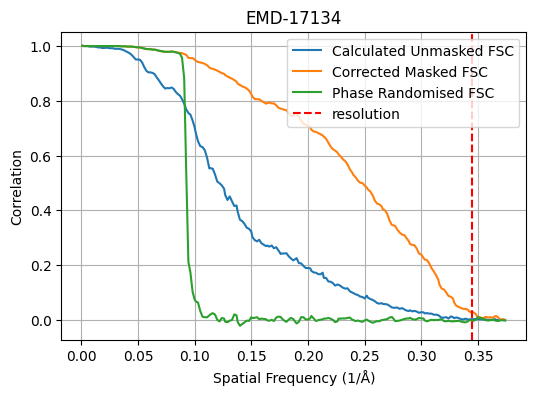 EMD-17134
Calculated Unmasked FSC
Corrected Masked FSC
Phase Randomised FSC
resolution
Correlation
1.0
0.8
0.6
0.4
0.2
0.0
0.00 0.05 0.10 0.15 0.20 0.25 0.30 0.35
Spatial Frequency (1/Å)